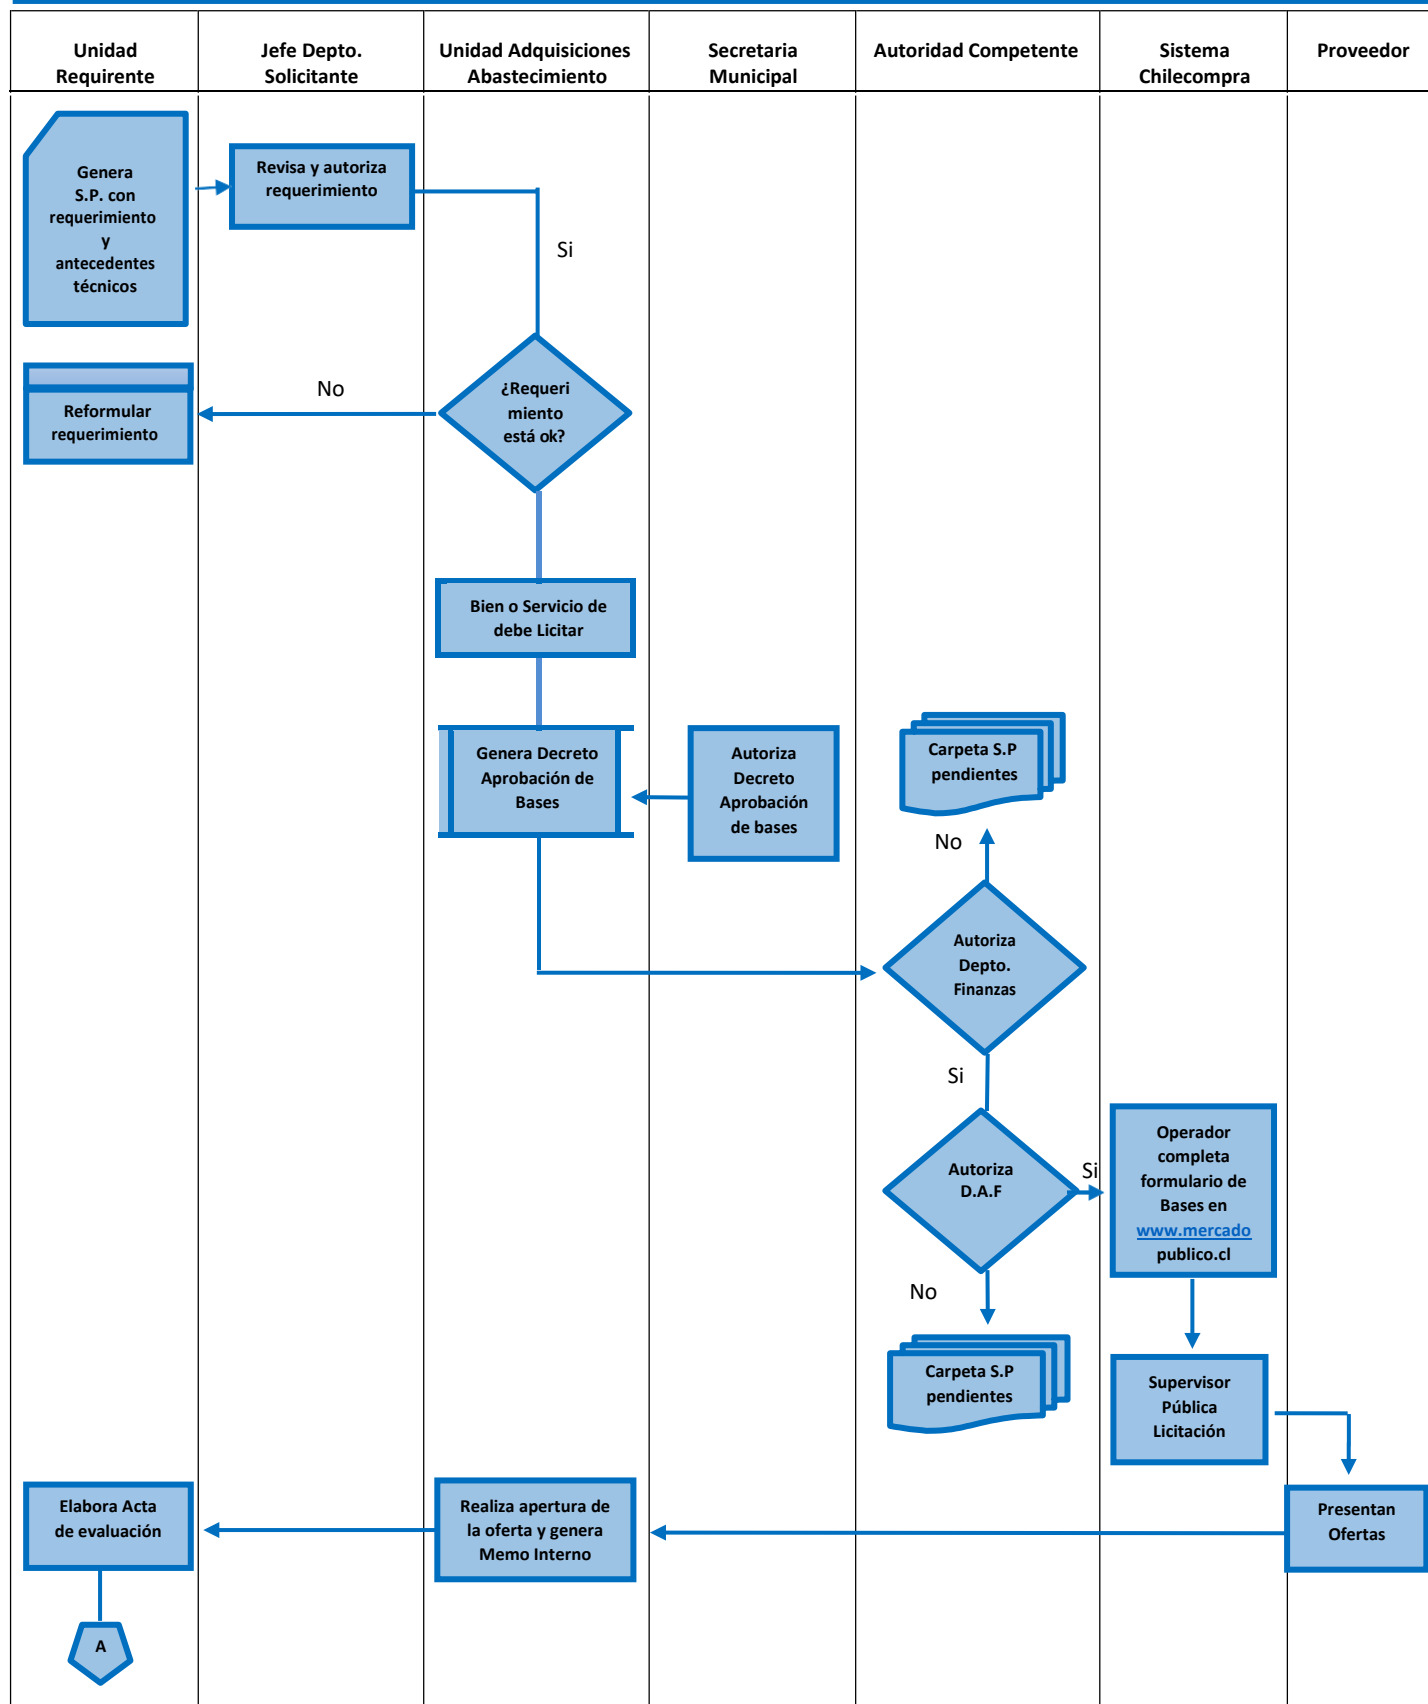 Unidad
Requirente
Jefe Depto.
Solicitante
Unidad Adquisiciones
Abastecimiento
Secretaria
Municipal
Autoridad Competente
Sistema
Chilecompra
Proveedor
Genera
S.P. con
requerimiento
y
antecedentes
técnicos
Revisa y autoriza
requerimiento
Si
¿Requeri
miento
está ok?
No
Reformular
requerimiento
Bien o Servicio de
debe Licitar
Genera Decreto
Aprobación de
Bases
Autoriza
Decreto
Aprobación
de bases
Carpeta S.P
pendientes
No
Autoriza
Depto.
Finanzas
Si
Autoriza
D.A.F
Si
Operador
completa
formulario de
Bases en
www.mercado
publico.cl
No
Carpeta S.P
pendientes
Supervisor
Pública
Licitación
Elabora Acta
de evaluación
Realiza apertura de
la oferta y genera
Memo Interno
Presentan
Ofertas
A